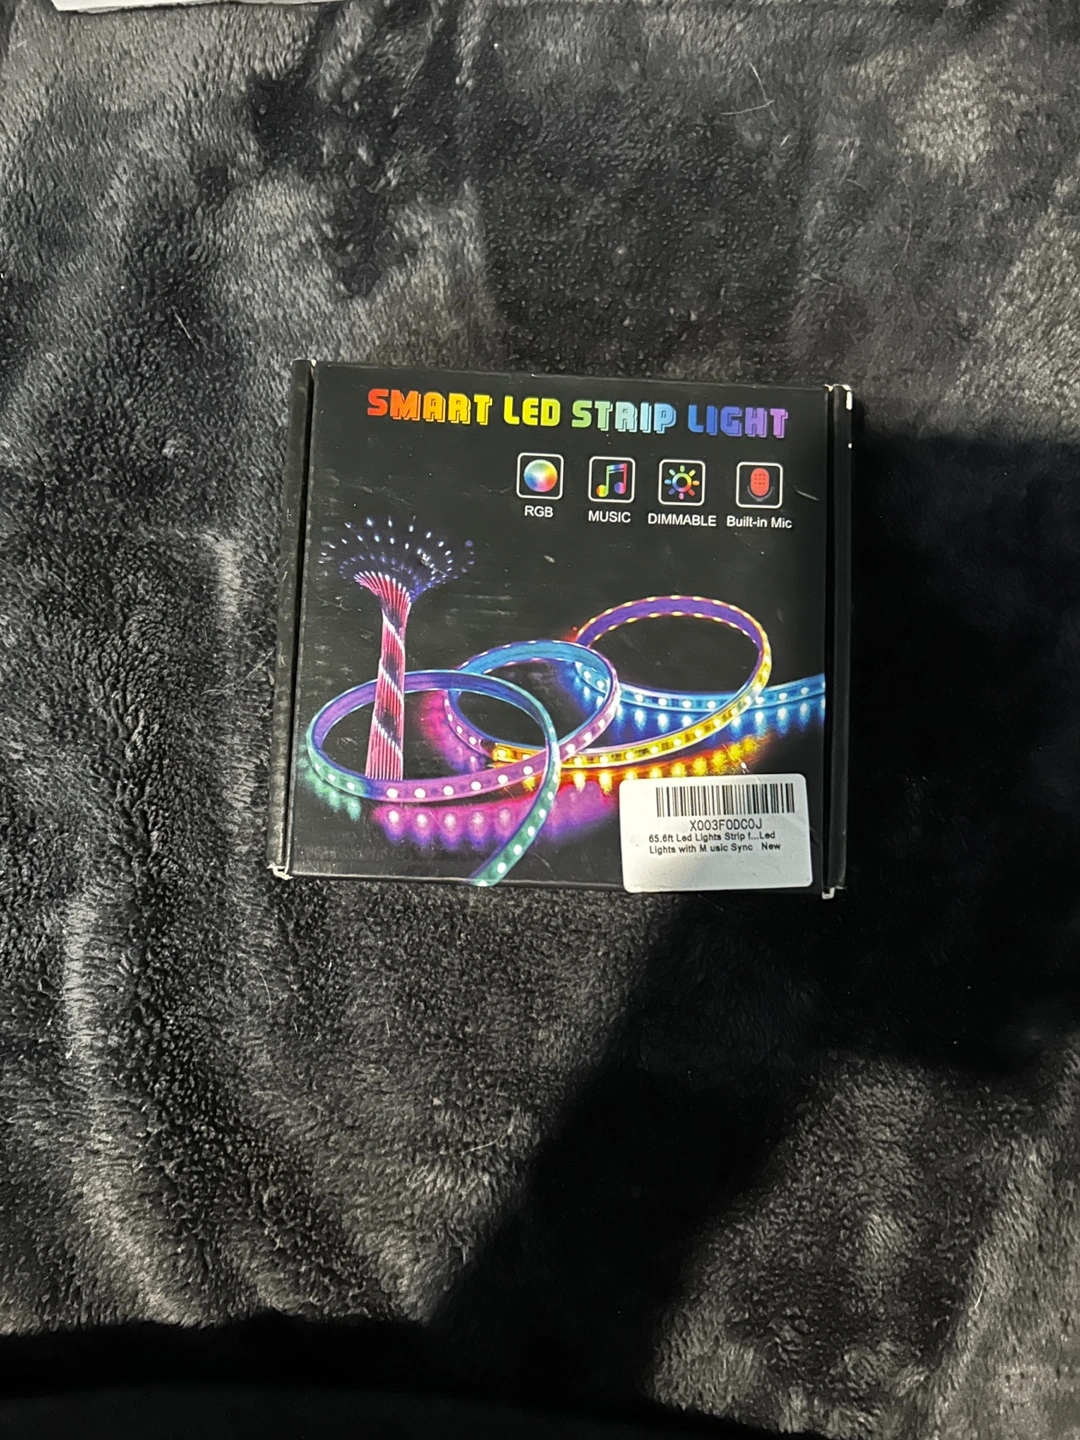 SMART LED STRIP LIGHT
RGB
MUSIC
DIMMABLE
Built-in Mic
X003F0DC0J
65.6ft Led Lights Strip f...Led
Lights with M usic Sync New